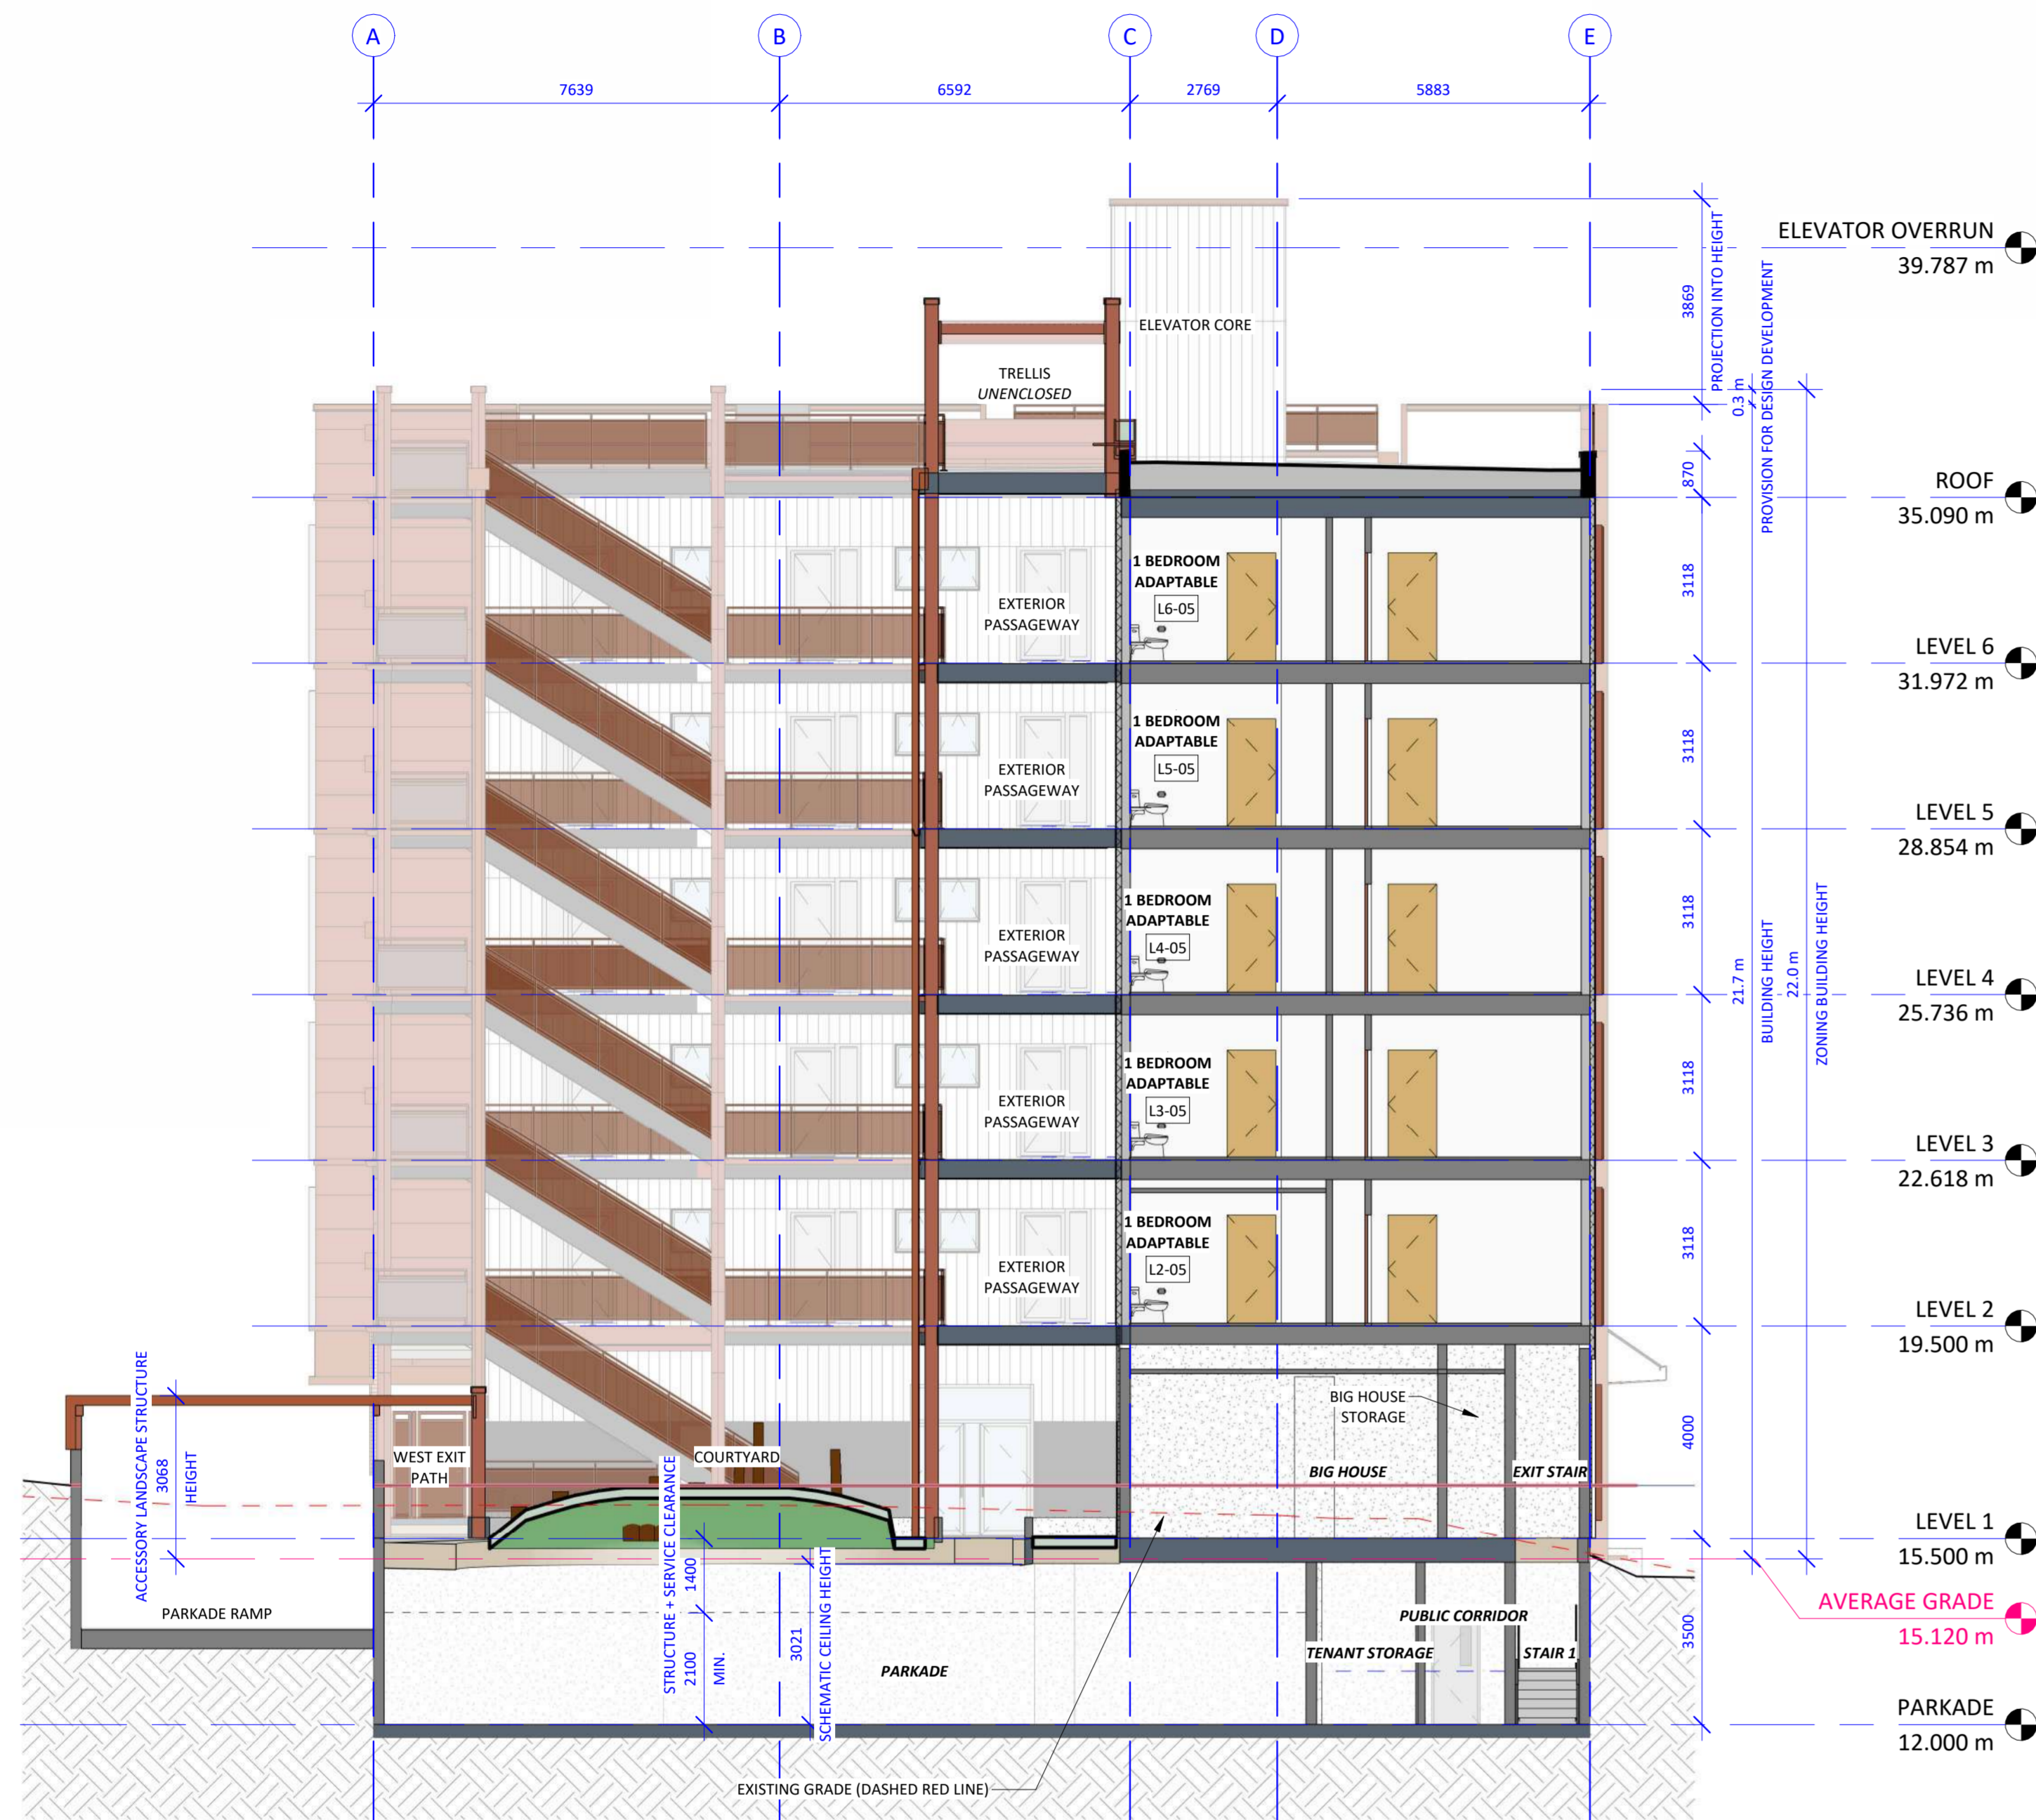 A
B
C
D
E
7639
6592
2769
5883
ELEVATOR OVERRUN
39.787 m
PROJECTION INTO HEIGHT
3869
PROVISION FOR DESIGN DEVELOPMENT
0.3 m
ELEVATOR CORE
TRELLIS
UNENCLOSED
870
ROOF
35.090 m
1 BEDROOM
ADAPTABLE
L6-05
EXTERIOR
PASSAGEWAY
3118
LEVEL 6
31.972 m
1 BEDROOM
ADAPTABLE
L5-05
EXTERIOR
PASSAGEWAY
3118
LEVEL 5
28.854 m
1 BEDROOM
ADAPTABLE
L4-05
EXTERIOR
PASSAGEWAY
3118
21.7 m
BUILDING HEIGHT
22.0 m
ZONING BUILDING HEIGHT
LEVEL 4
25.736 m
1 BEDROOM
ADAPTABLE
L3-05
EXTERIOR
PASSAGEWAY
3118
LEVEL 3
22.618 m
1 BEDROOM
ADAPTABLE
L2-05
EXTERIOR
PASSAGEWAY
3118
LEVEL 2
19.500 m
ACCESSORY LANDSCAPE STRUCTURE
3068
HEIGHT
WEST EXIT
PATH
COURTYARD
BIG HOUSE
STORAGE
BIG HOUSE
EXIT STAIR
4000
LEVEL 1
15.500 m
AVERAGE GRADE
15.120 m
PARKADE RAMP
STRUCTURE + SERVICE CLEARANCE
1400
2100
MIN.
3021
SCHEMATIC CEILING HEIGHT
PARKADE
PUBLIC CORRIDOR
TENANT STORAGE
STAIR 1
3500
PARKADE
12.000 m
EXISTING GRADE (DASHED RED LINE)